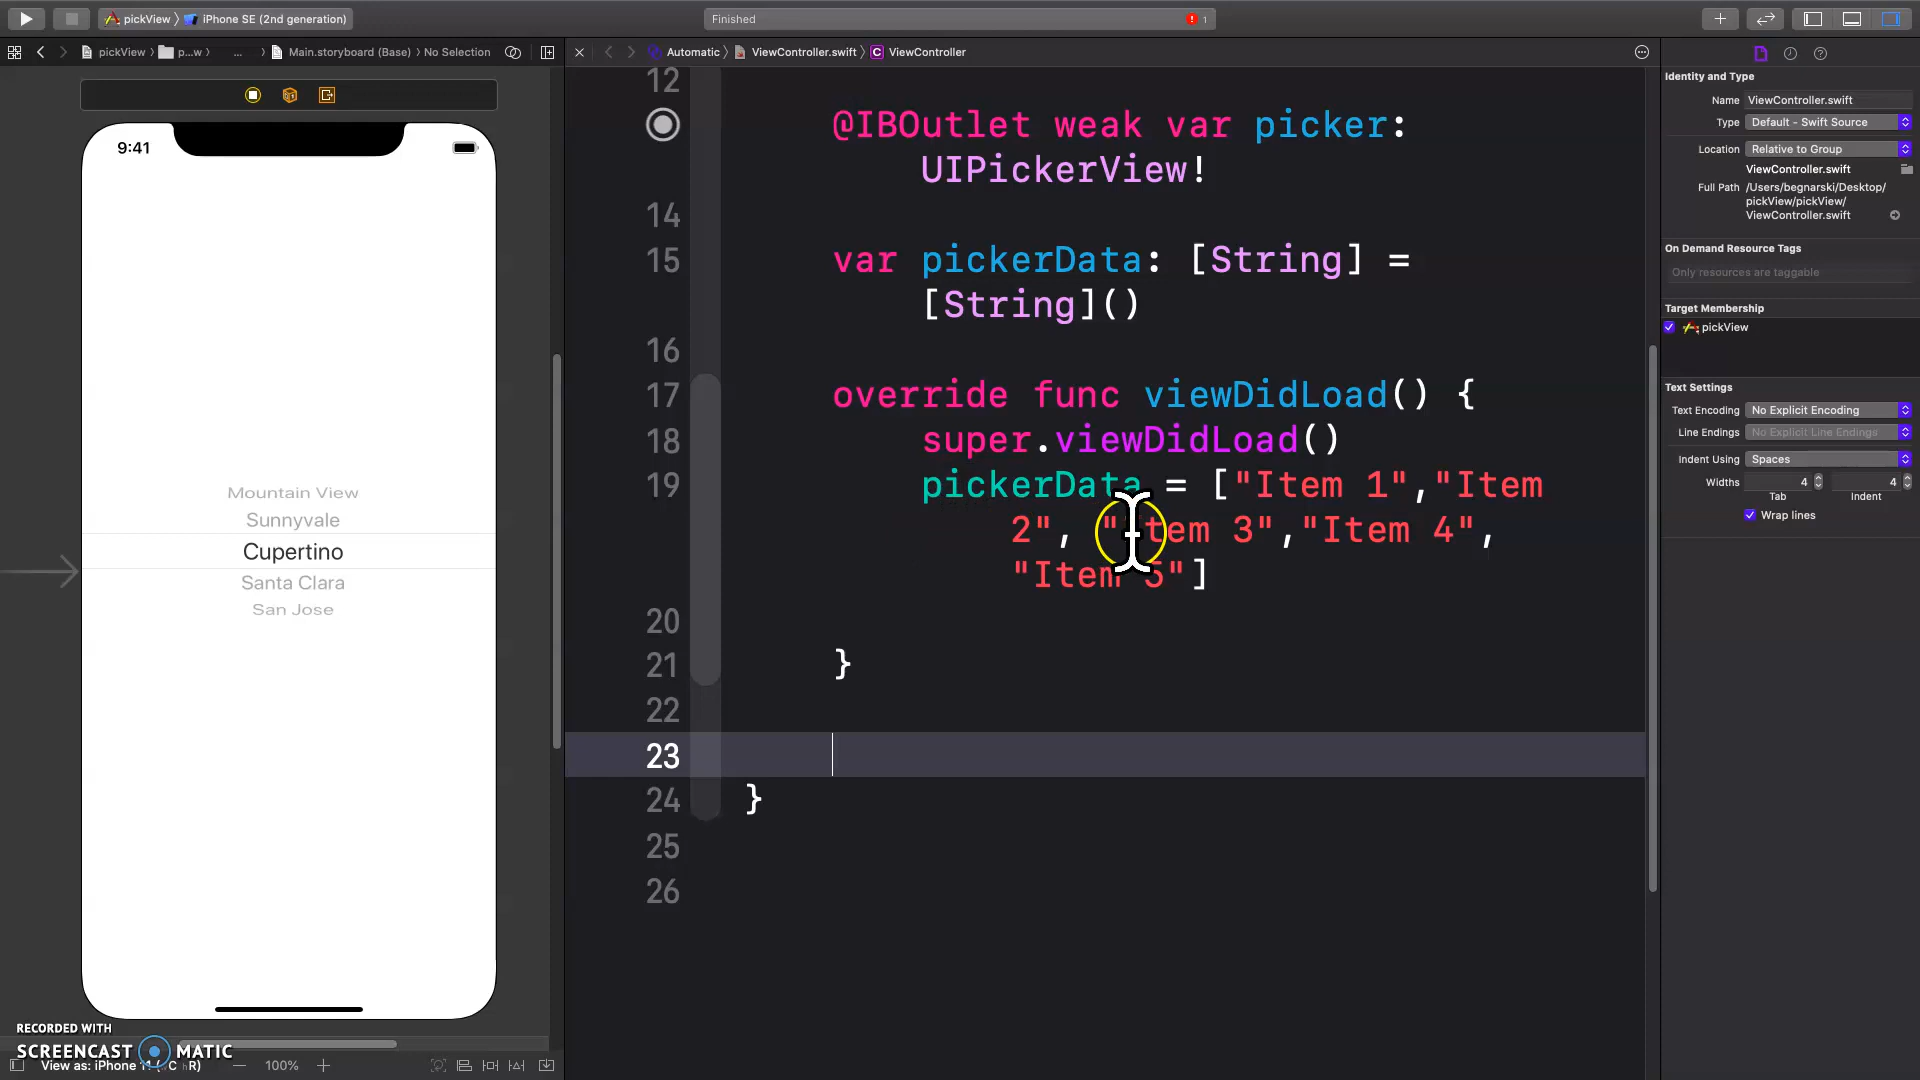 pickView iPhone SE (2nd generation)
Finished
1
pickView p...w ... Main.storyboard (Base) No Selection
Automatic ViewController.swift C ViewController
9:41
Mountain View
Sunnyvale
Cupertino
Santa Clara
San Jose
12
@IBOutlet weak var picker:
UIPickerView!
14
15 var pickerData: [String] =
[String]()
16
17 override func viewDidLoad() {
18 super.viewDidLoad()
19 pickerData = ["Item 1","Item
2", "Item 3","Item 4",
"Item 5"]
20
21 }
22
23
24 }
25
26
Identity and Type
Name ViewController.swift
Type Default - Swift Source
Location Relative to Group
ViewController.swift
Full Path /Users/begnarski/Desktop/
pickView/pickView/
ViewController.swift
On Demand Resource Tags
Only resources are taggable
Target Membership
pickView
Text Settings
Text Encoding No Explicit Encoding
Line Endings No Explicit Line Endings
Indent Using Spaces
Widths 4 4
Tab Indent
Wrap lines
RECORDED WITH
SCREENCAST MATIC
View as: iPhone 11 R) 100%